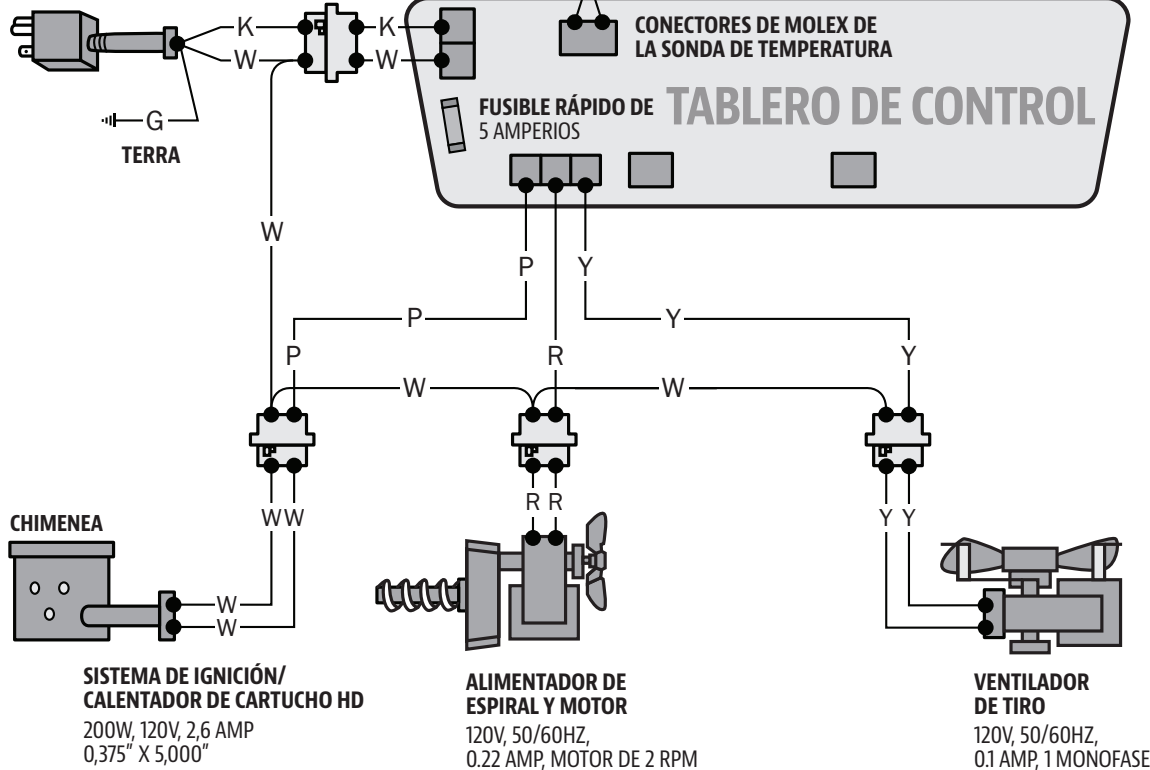 K
K
W
W
CONECTORES DE MOLEX DE
LA SONDA DE TEMPERATURA
FUSIBLE RÁPIDO DE
5 AMPERIOS
TABLERO DE CONTROL
G
TERRA
W
P
Y
P
Y
P
R
Y
W
W
R R
W W
Y Y
CHIMENEA
W
W
SISTEMA DE IGNICIÓN/
CALENTADOR DE CARTUCHO HD
200W, 120V, 2,6 AMP
0,375" X 5,000"
ALIMENTADOR DE
ESPIRAL Y MOTOR
120V, 50/60HZ,
0.22 AMP, MOTOR DE 2 RPM
VENTILADOR
DE TIRO
120V, 50/60HZ,
0.1 AMP, 1 MONOFASE